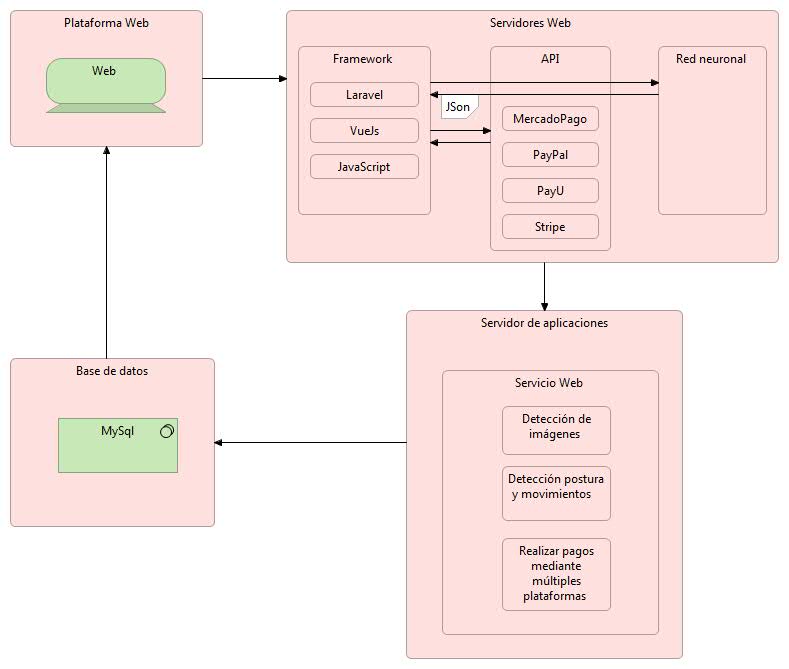 Plataforma Web
Web
Servidores Web
Framework
Laravel
VueJs
JavaScript
JSon
API
MercadoPago
PayPal
PayU
Stripe
Red neuronal
Servidor de aplicaciones
Servicio Web
Detección de
imágenes
Detección postura
y movimientos
Realizar pagos
mediante
múltiples
plataformas
Base de datos
MySql